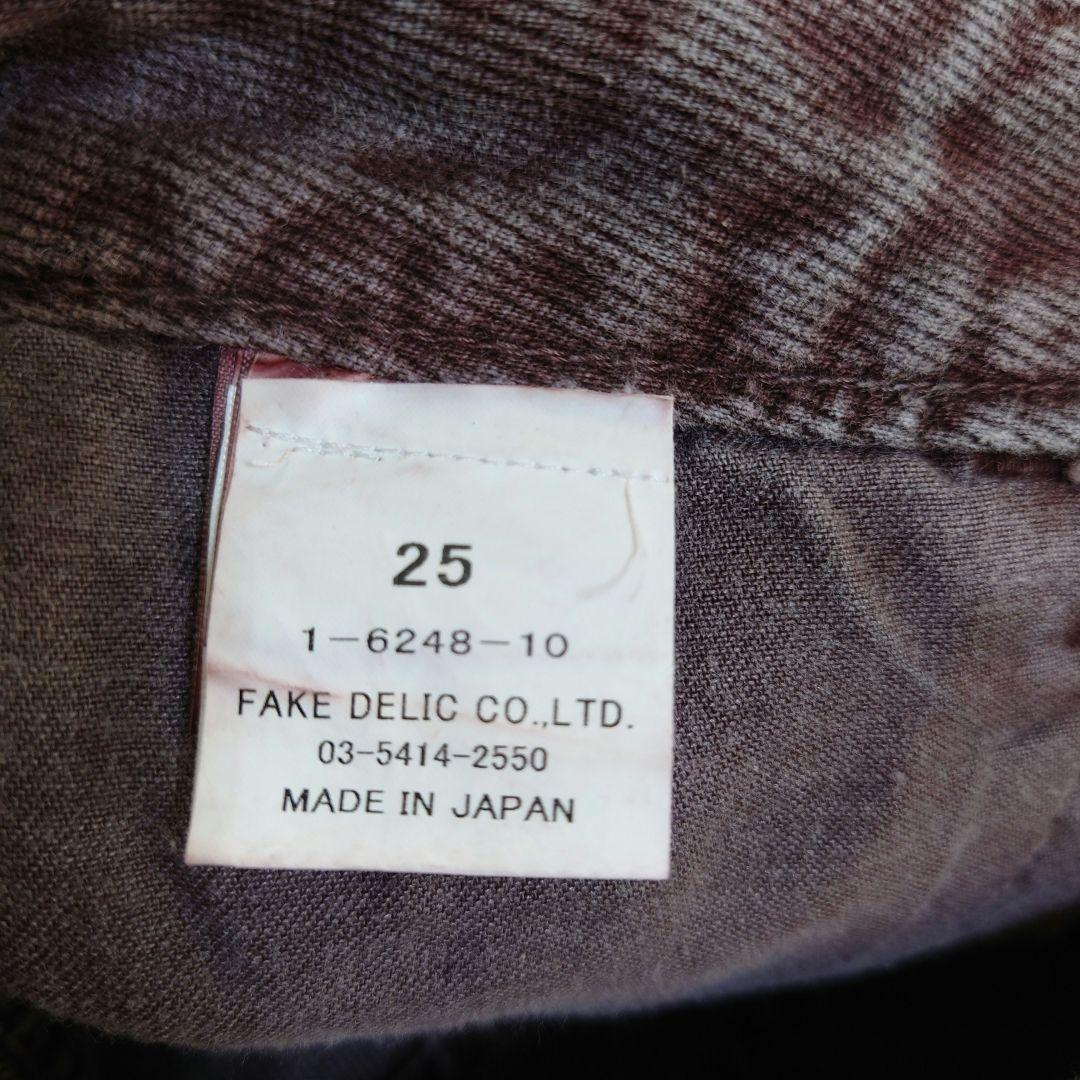 25
1-6248-10
FAKE DELIC CO.,LTD.
03-5414-2550
MADE IN JAPAN